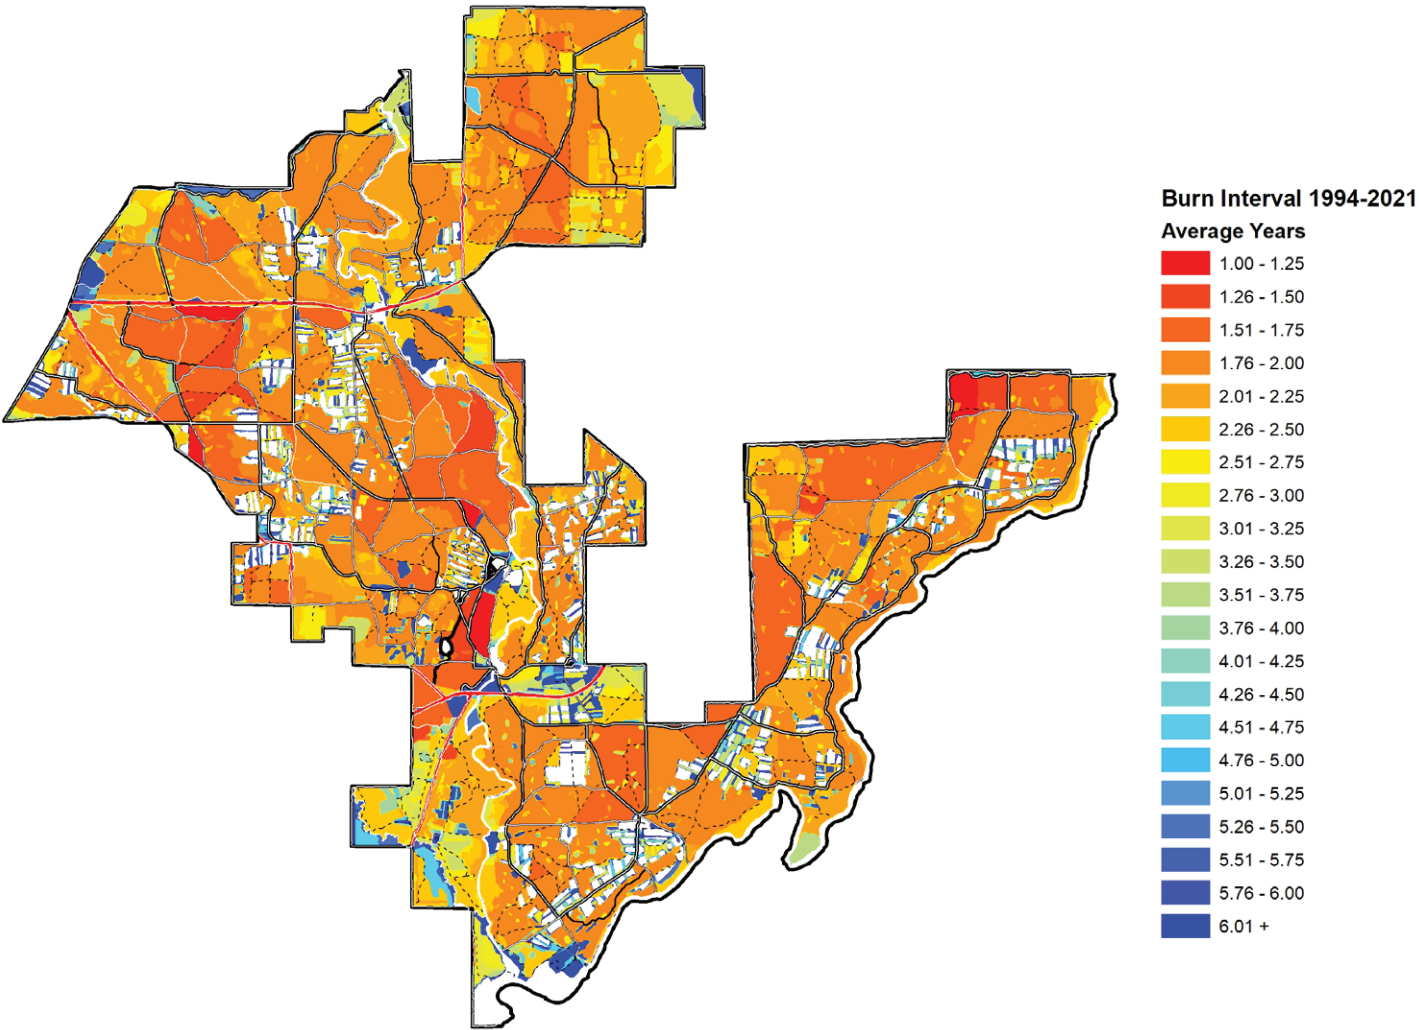 Burn Interval 1994-2021
Average Years
1.00 - 1.25
1.26 - 1.50
1.51 - 1.75
1.76 - 2.00
2.01 - 2.25
2.26 - 2.50
2.51 - 2.75
2.76 - 3.00
3.01 - 3.25
3.26 - 3.50
3.51 - 3.75
3.76 - 4.00
4.01 - 4.25
4.26 - 4.50
4.51 - 4.75
4.76 - 5.00
5.01 - 5.25
5.26 - 5.50
5.51 - 5.75
5.76 - 6.00
6.01 +